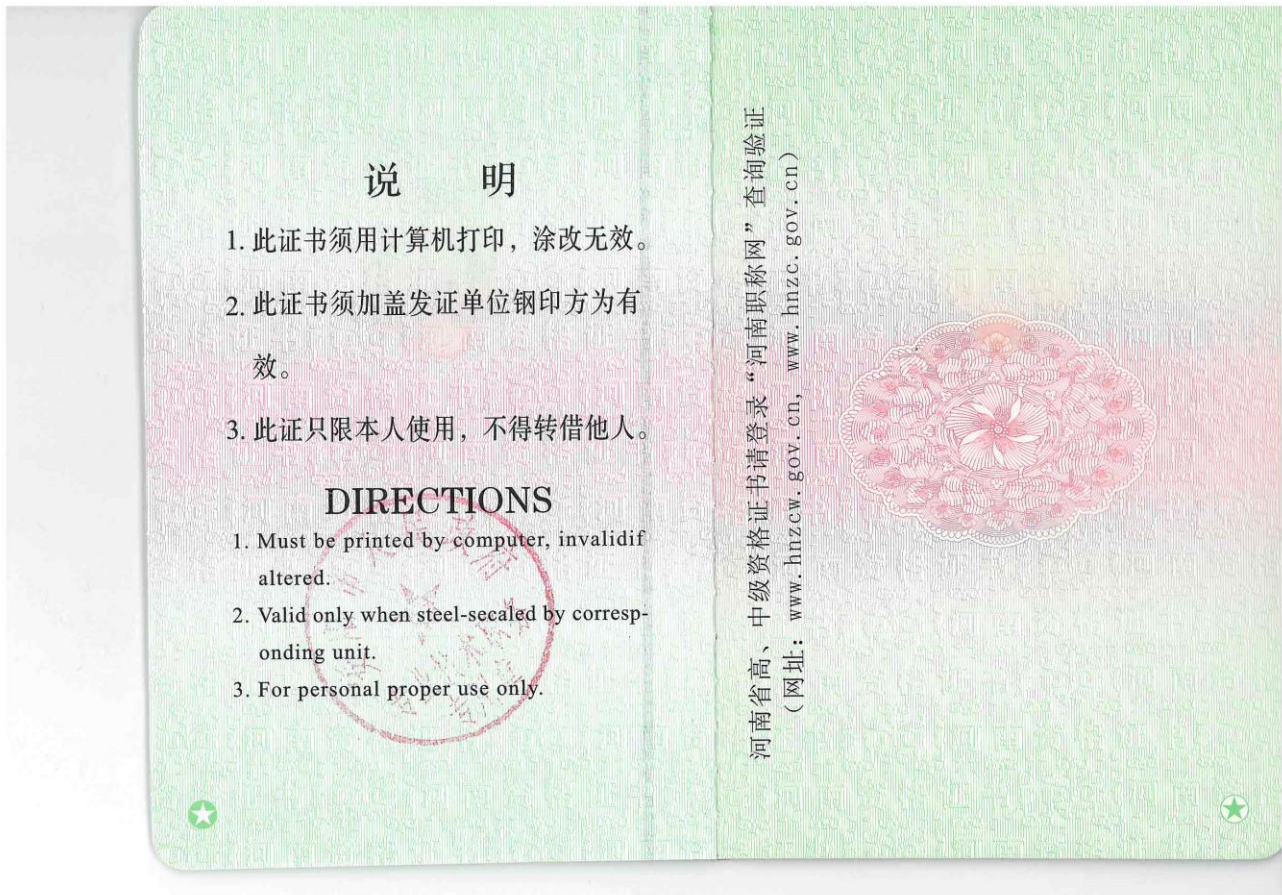 说 明
1. 此证书须用计算机打印，涂改无效。
2. 此证书须加盖发证单位钢印方为有
效。
3. 此证只限本人使用，不得转借他人。
DIRECTIONS
1. Must be printed by computer, invalidif
altered.
2. Valid only when steel-secaled by corresp-
onding unit.
3. For personal proper use only.
河南省高、中级资格证书请登录“河南职称网”查询验证
（网址：www.hnzcw.gov.cn, www.hnzc.gov.cn）